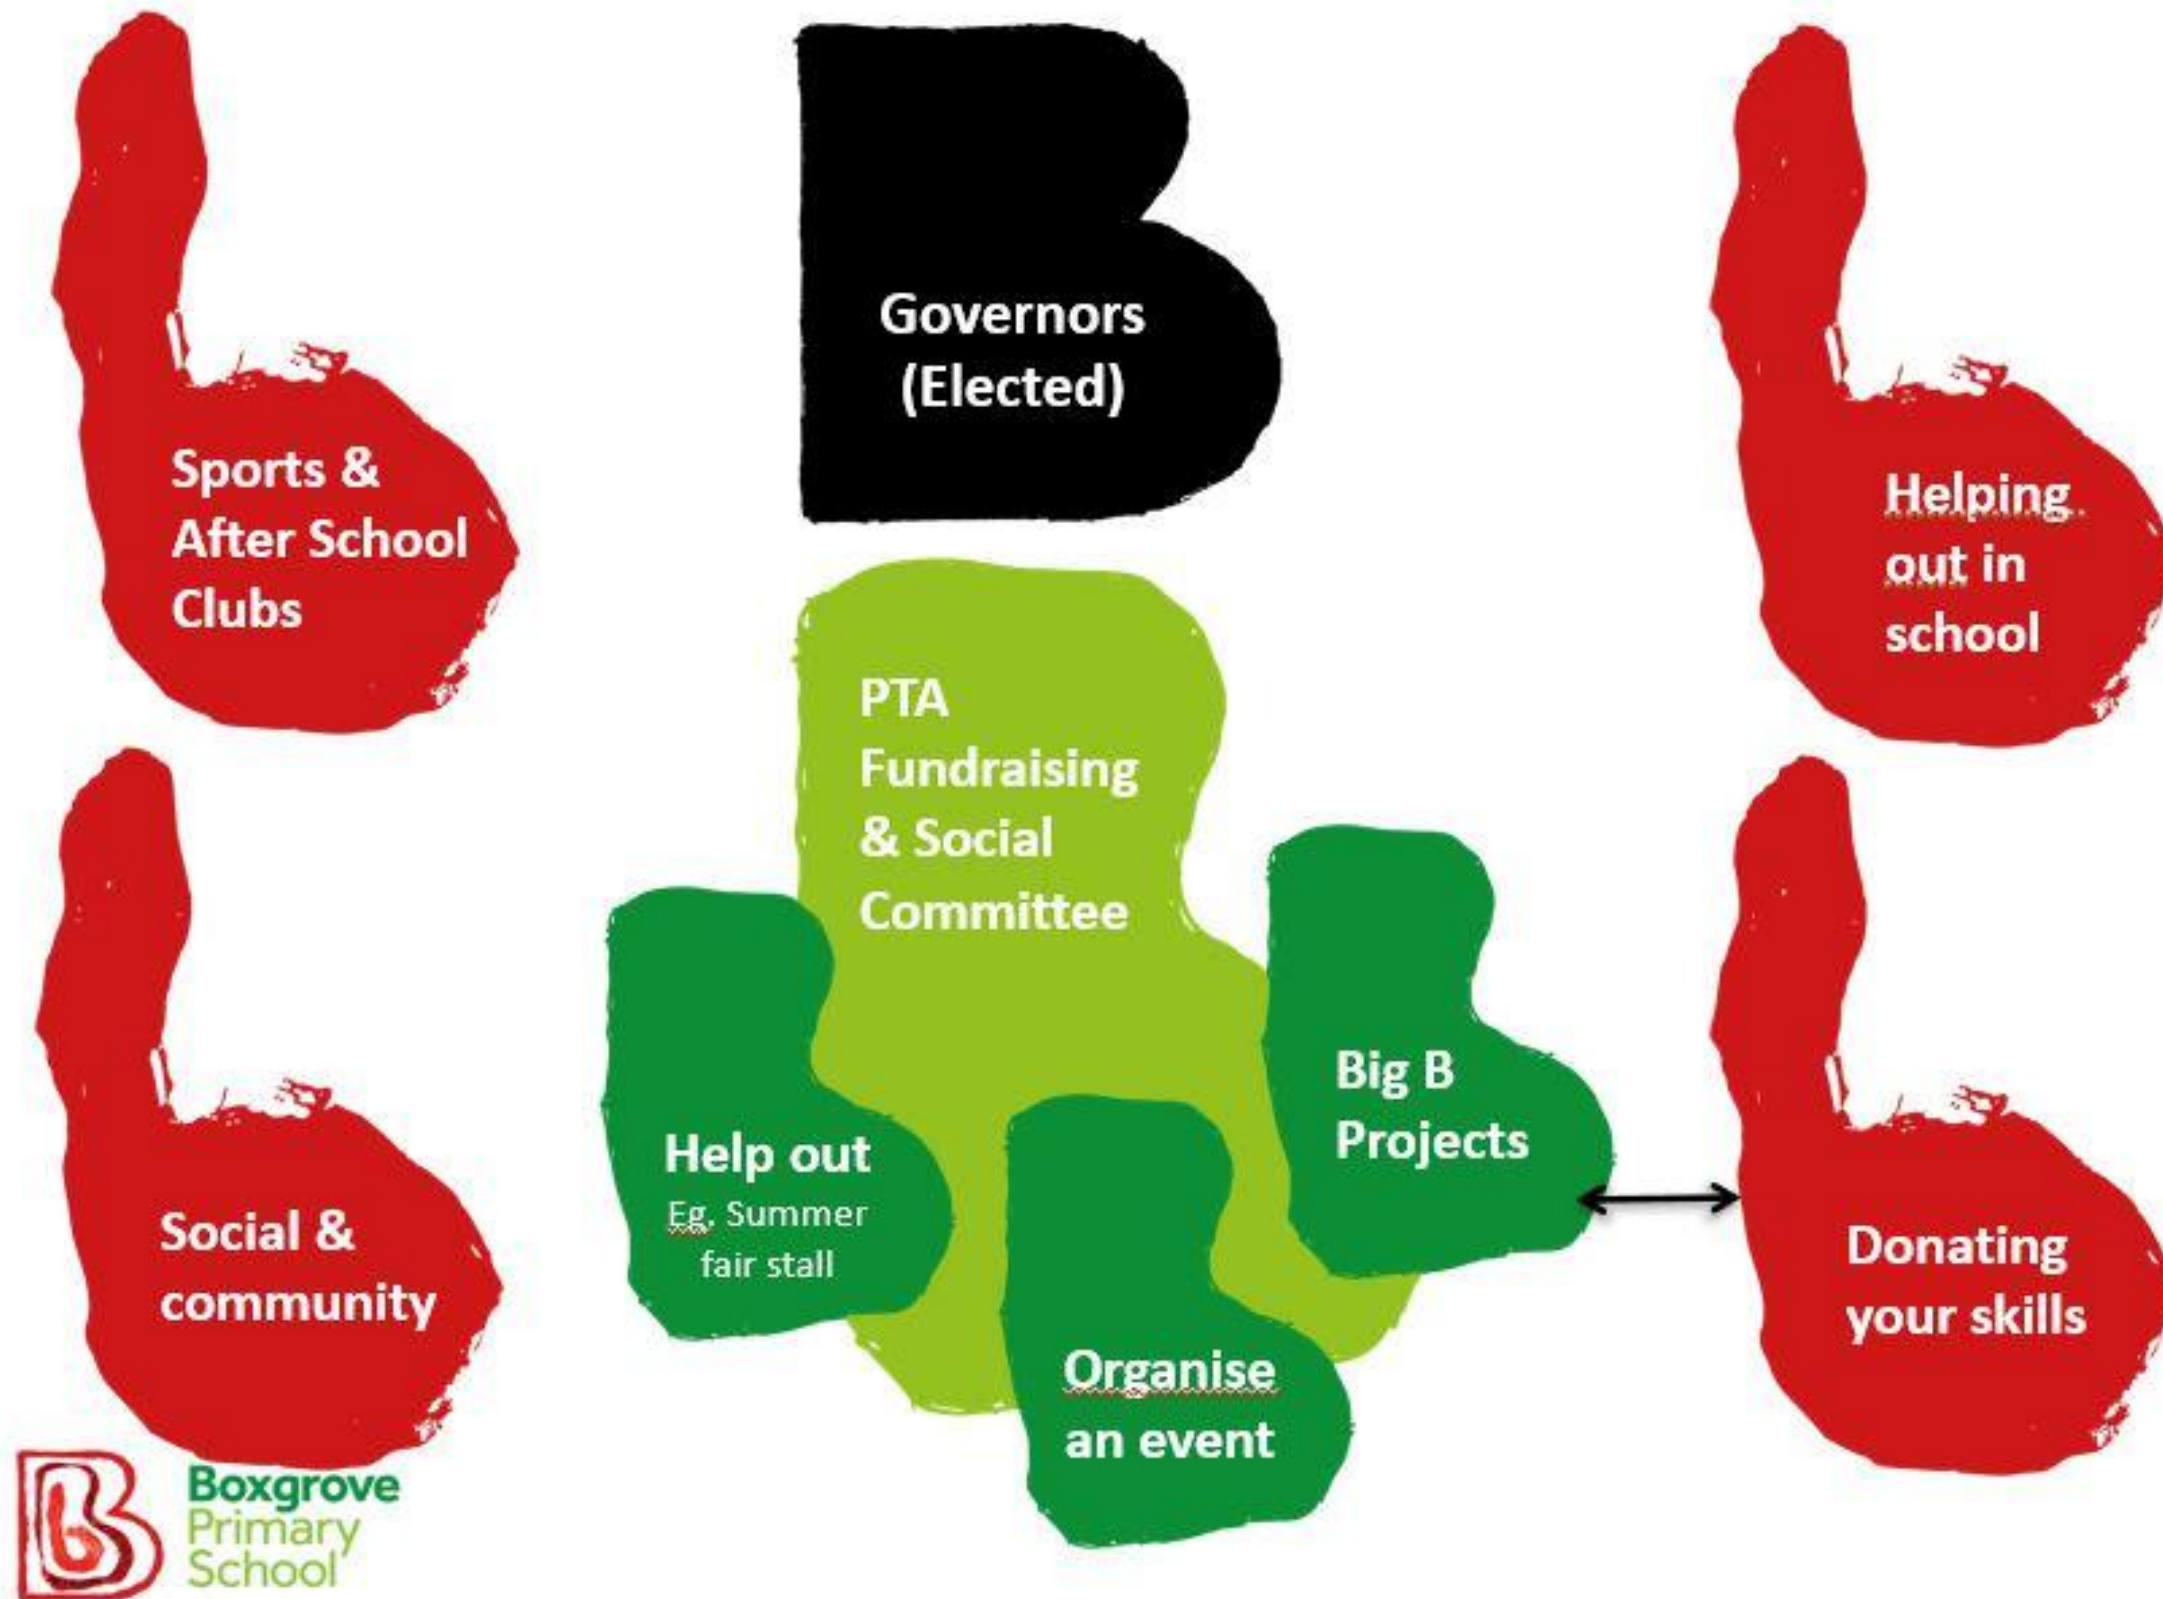 Governors
(Elected)
Sports &
After School
Clubs
Helping
out in
school
PTA
Fundraising
& Social
Committee
Big B
Projects
Help out
Eg. Summer
fair stall
Social &
community
Donating
your skills
Organise
an event
Boxgrove
Primary
School